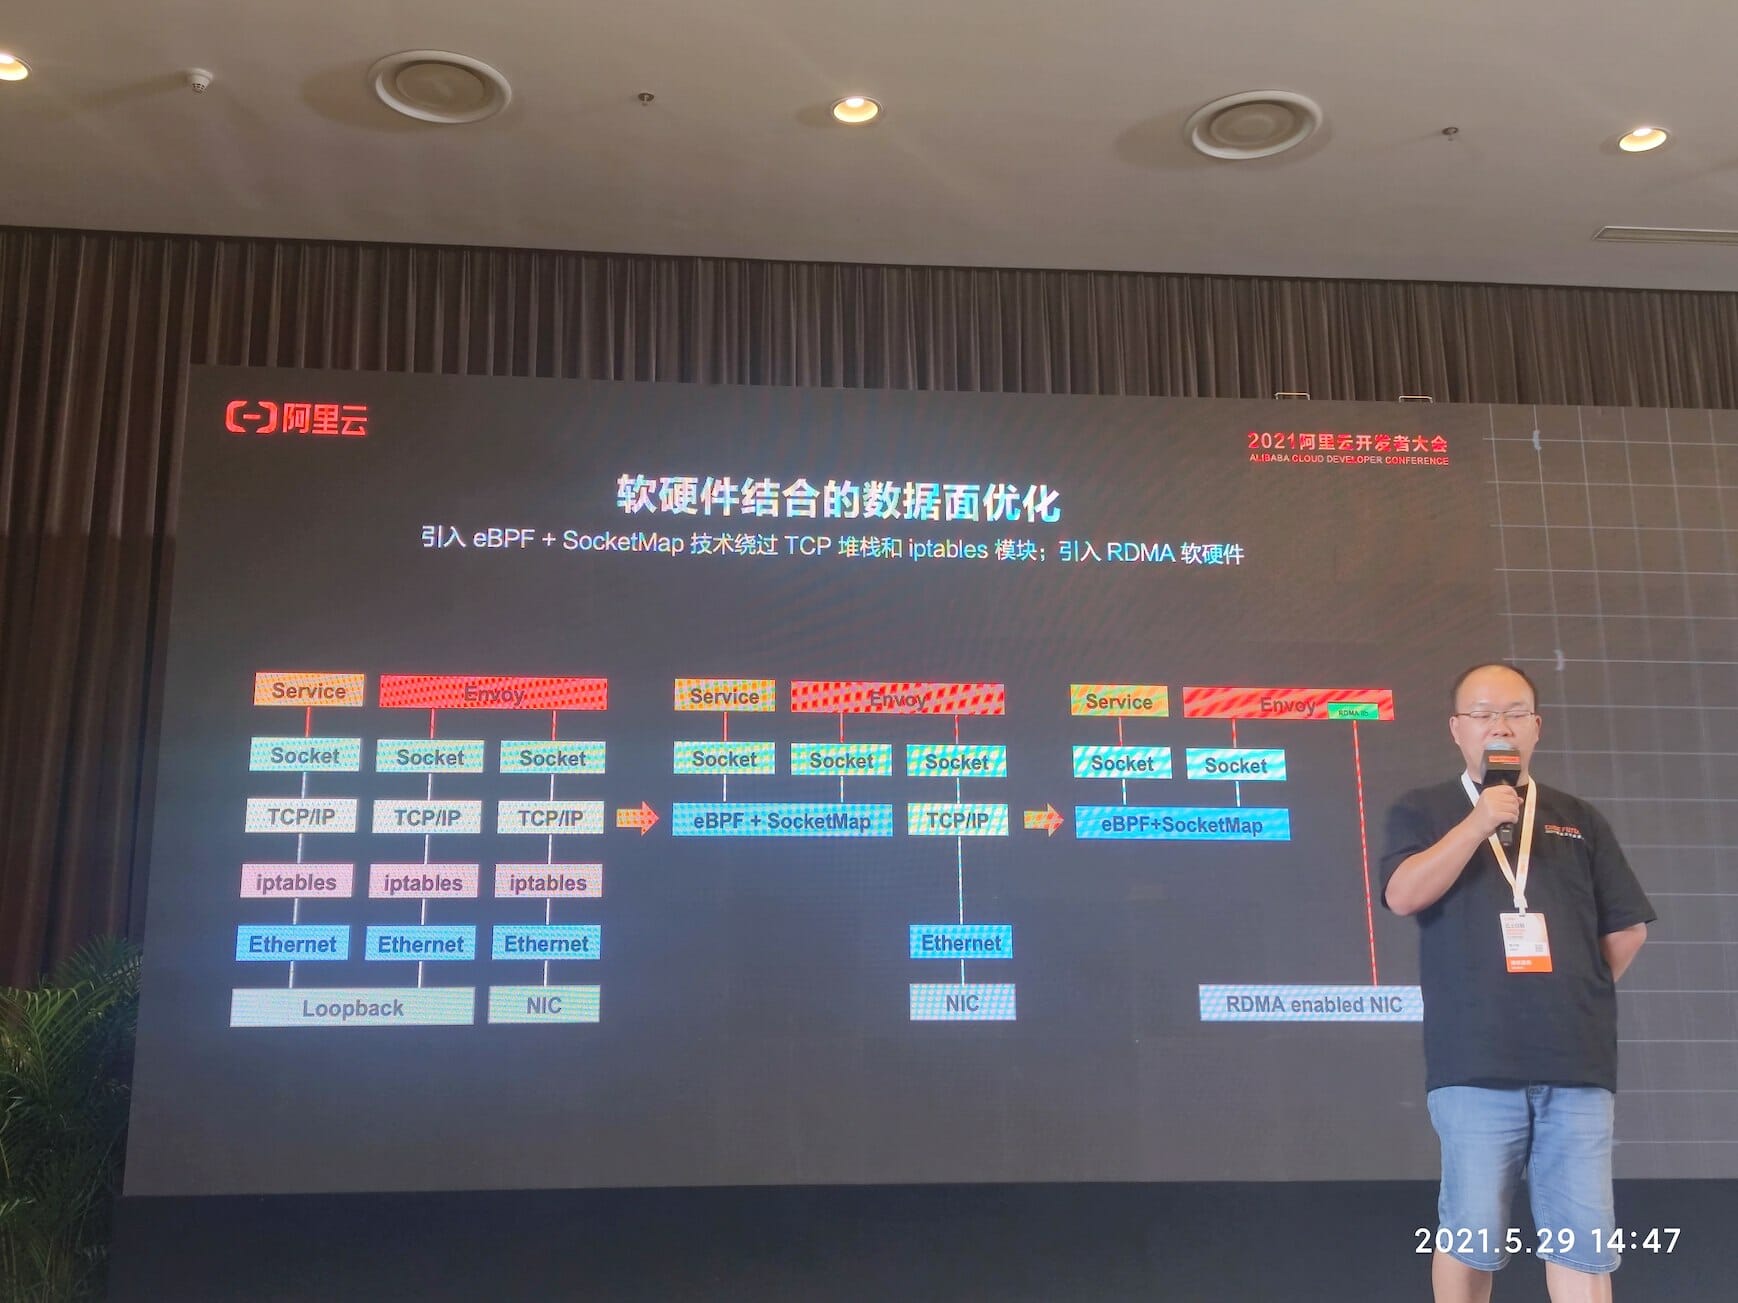 阿里云
2021阿里云开发者大会
ALIBABA CLOUD DEVELOPER CONFERENCE
软硬件结合的数据面优化
引入 eBPF + SocketMap 技术绕过 TCP 堆栈和 iptables 模块；引入 RDMA 软硬件
Service Envoy
Socket Socket Socket
TCP/IP TCP/IP TCP/IP
iptables iptables iptables
Ethernet Ethernet Ethernet
Loopback NIC
Service Envoy
Socket Socket Socket
eBPF + SocketMap TCP/IP
Ethernet
NIC
Service Envoy RDMA lib
Socket Socket
eBPF+SocketMap
RDMA enabled NIC
2021.5.29 14:47